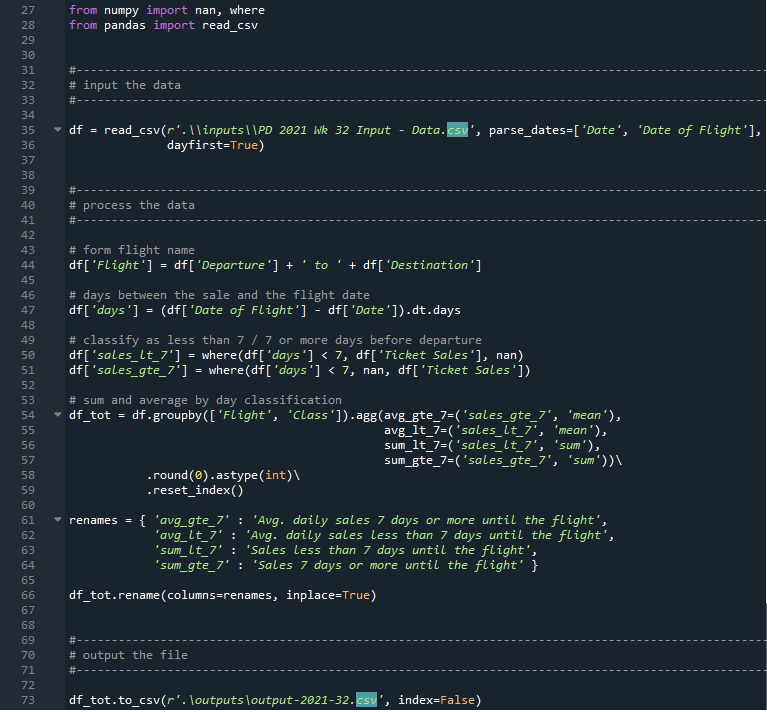 27 from numpy import nan, where
28 from pandas import read_csv
29
30
31 #---------------------------------------------------------------------------------------------------
32 # input the data
33 #---------------------------------------------------------------------------------------------------
34
35 df = read_csv(r'.\\inputs\\PD 2021 Wk 32 Input - Data.csv', parse_dates=['Date', 'Date of Flight'],
36               dayfirst=True)
37
38
39 #---------------------------------------------------------------------------------------------------
40 # process the data
41 #---------------------------------------------------------------------------------------------------
42
43 # form flight name
44 df['Flight'] = df['Departure'] + ' to ' + df['Destination']
45
46 # days between the sale and the flight date
47 df['days'] = (df['Date of Flight'] - df['Date']).dt.days
48
49 # classify as less than 7 / 7 or more days before departure
50 df['sales_lt_7'] = where(df['days'] < 7, df['Ticket Sales'], nan)
51 df['sales_gte_7'] = where(df['days'] < 7, nan, df['Ticket Sales'])
52
53 # sum and average by day classification
54 df_tot = df.groupby(['Flight', 'Class']).agg(avg_gte_7=('sales_gte_7', 'mean'),
55                                              avg_lt_7=('sales_lt_7', 'mean'),
56                                              sum_lt_7=('sales_lt_7', 'sum'),
57                                              sum_gte_7=('sales_gte_7', 'sum'))\
58            .round(0).astype(int)\
59            .reset_index()
60
61 renames = { 'avg_gte_7' : 'Avg. daily sales 7 days or more until the flight',
62             'avg_lt_7' : 'Avg. daily sales less than 7 days until the flight',
63             'sum_lt_7' : 'Sales less than 7 days until the flight',
64             'sum_gte_7' : 'Sales 7 days or more until the flight' }
65
66 df_tot.rename(columns=renames, inplace=True)
67
68
69 #---------------------------------------------------------------------------------------------------
70 # output the file
71 #---------------------------------------------------------------------------------------------------
72
73 df_tot.to_csv(r'.\outputs\output-2021-32.csv', index=False)